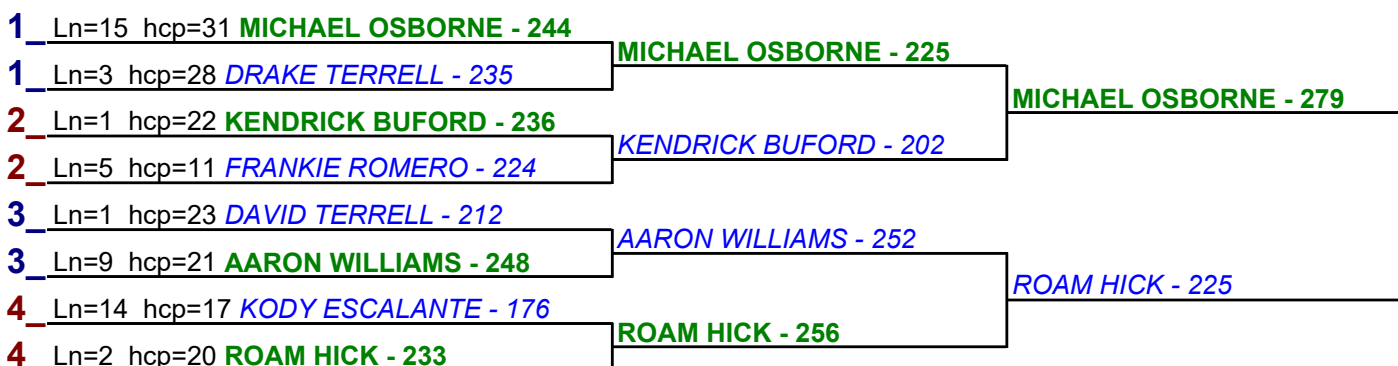 1_ Ln=15 hcp=31 MICHAEL OSBORNE - 244
MICHAEL OSBORNE - 225
1_ Ln=3 hcp=28 DRAKE TERRELL - 235
MICHAEL OSBORNE - 279
2_ Ln=1 hcp=22 KENDRICK BUFORD - 236
KENDRICK BUFORD - 202
2_ Ln=5 hcp=11 FRANKIE ROMERO - 224
3_ Ln=1 hcp=23 DAVID TERRELL - 212
AARON WILLIAMS - 252
3_ Ln=9 hcp=21 AARON WILLIAMS - 248
ROAM HICK - 225
4_ Ln=14 hcp=17 KODY ESCALANTE - 176
ROAM HICK - 256
4 Ln=2 hcp=20 ROAM HICK - 233